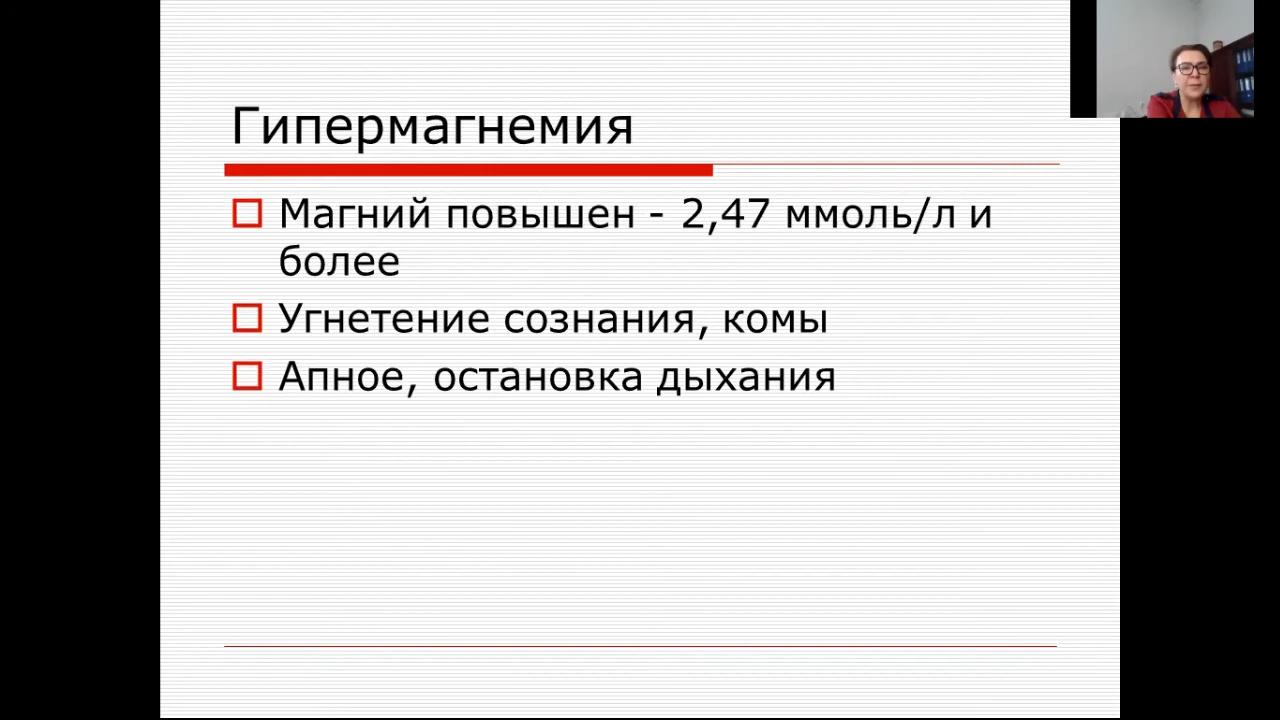 Гипермагнемия
Магний повышен - 2,47 ммоль/л и
более
Угнетение сознания, комы
Апное, остановка дыхания